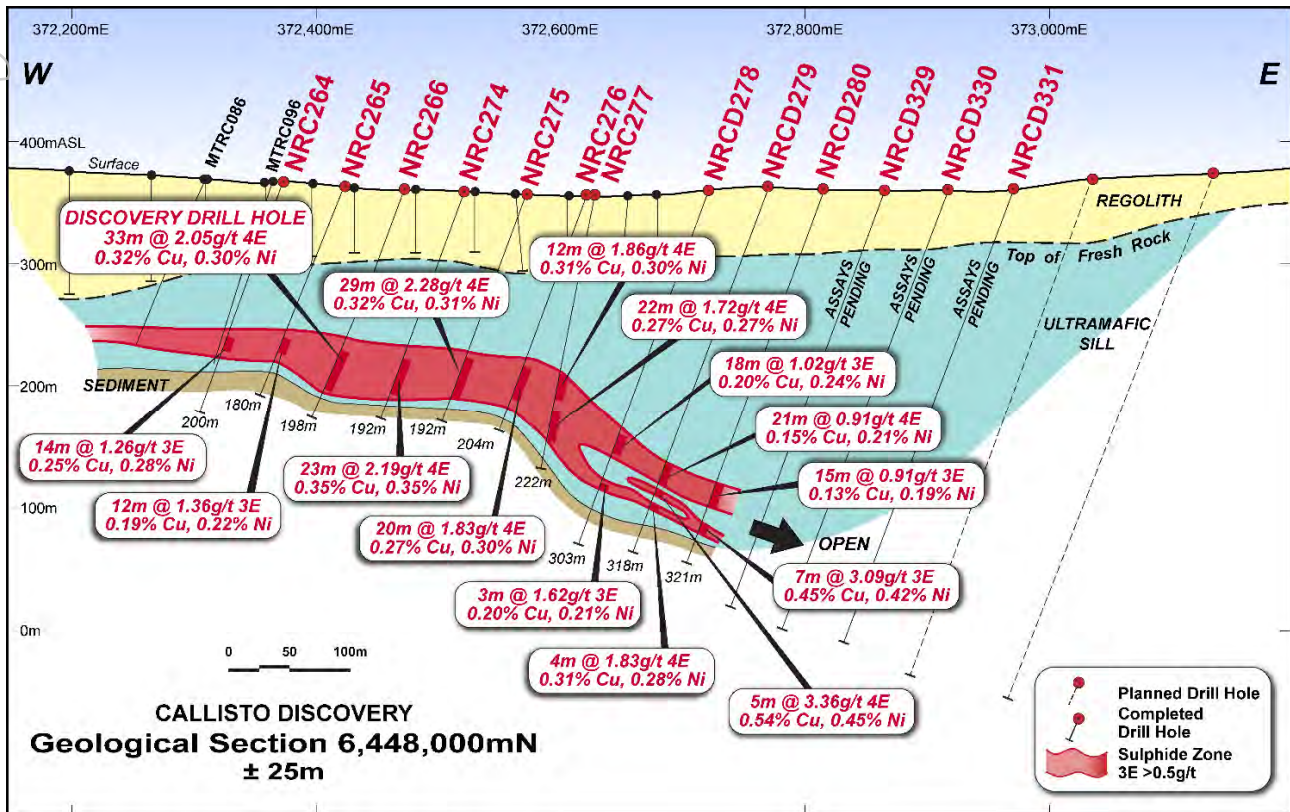 372,200mE
372,400mE
372,600mE
372,800mE
373,000mE
W
E
MTRC086
MTRC096
NRC264
NRC265
NRC266
NRC274
NRC275
NRC276
NRC277
NRCD278
NRCD279
NRCD280
NRCD329
NRCD330
NRCD331
400mASL
Surface
REGOLITH
Top of Fresh Rock
DISCOVERY DRILL HOLE
33m @ 2.05g/t 4E
0.32% Cu, 0.30% Ni
12m @ 1.86g/t 4E
0.31% Cu, 0.30% Ni
300m
29m @ 2.28g/t 4E
0.32% Cu, 0.31% Ni
22m @ 1.72g/t 4E
0.27% Cu, 0.27% Ni
ASSAYS
PENDING
ASSAYS
PENDING
ASSAYS
PENDING
ULTRAMAFIC
SILL
18m @ 1.02g/t 3E
0.20% Cu, 0.24% Ni
200m
SEDIMENT
200m
180m
198m
192m
192m
204m
222m
303m
318m
321m
21m @ 0.91g/t 4E
0.15% Cu, 0.21% Ni
14m @ 1.26g/t 3E
0.25% Cu, 0.28% Ni
23m @ 2.19g/t 4E
0.35% Cu, 0.35% Ni
15m @ 0.91g/t 3E
0.13% Cu, 0.19% Ni
12m @ 1.36g/t 3E
0.19% Cu, 0.22% Ni
100m
20m @ 1.83g/t 4E
0.27% Cu, 0.30% Ni
OPEN
7m @ 3.09g/t 3E
0.45% Cu, 0.42% Ni
3m @ 1.62g/t 3E
0.20% Cu, 0.21% Ni
0m
4m @ 1.83g/t 4E
0.31% Cu, 0.28% Ni
5m @ 3.36g/t 4E
0.54% Cu, 0.45% Ni
0 50 100m
CALLISTO DISCOVERY
Geological Section 6,448,000mN
± 25m
Planned Drill Hole
Completed
Drill Hole
Sulphide Zone
3E >0.5g/t